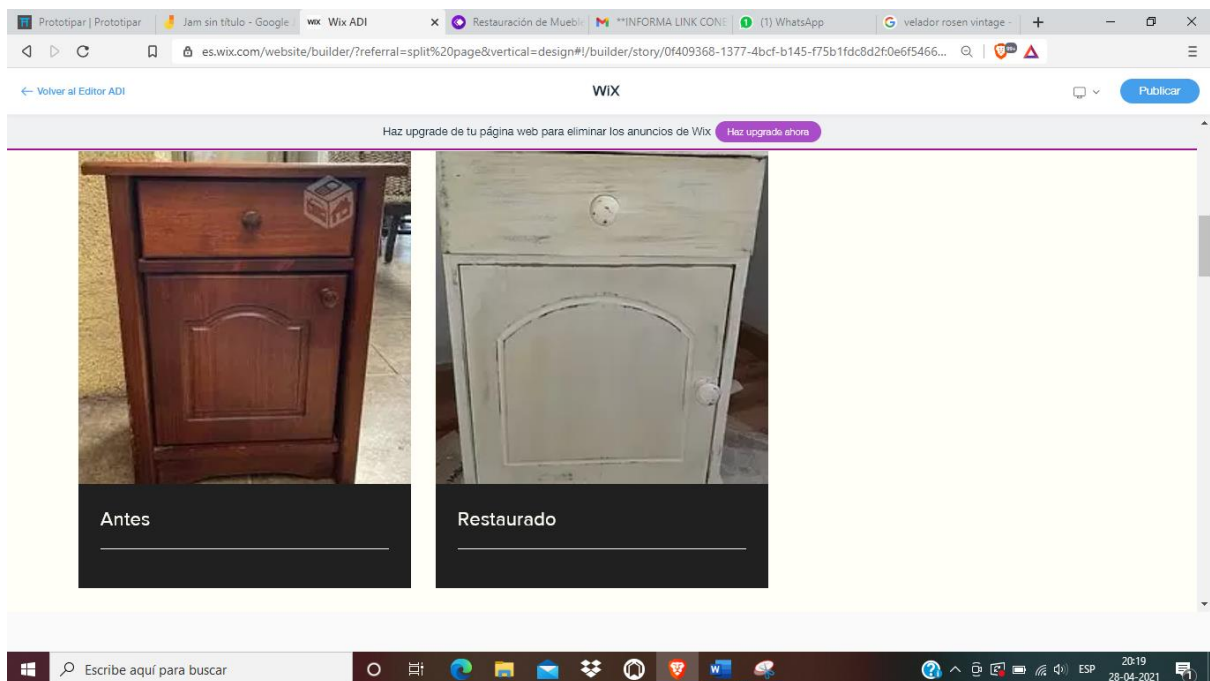 Prototipar | Prototipar
Jam sin título - Google J
WIX Wix ADI
Restauración de Mueble
**INFORMA LINK CONE
(1) WhatsApp
velador rosen vintage -
es.wix.com/website/builder/?referral=split%20page&vertical=design#!/builder/story/0f409368-1377-4bcf-b145-f75b1fdc8d2f:0e6f5466...
← Volver al Editor ADI
WiX
Publicar
Haz upgrade de tu página web para eliminar los anuncios de Wix
Haz upgrade ahora
Antes
Restaurado
Escribe aquí para buscar
ESP
20:19
28-04-2021